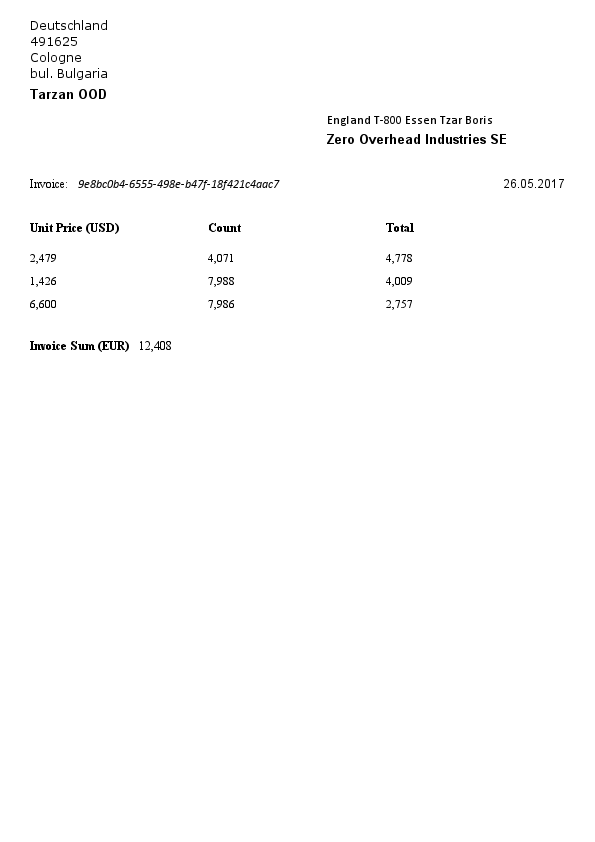 Deutschland
491625
Cologne
bul. Bulgaria
Tarzan OOD
England T-800 Essen Tzar Boris
Zero Overhead Industries SE
Invoice: 9e8bc0b4-6555-498e-b47f-18f421c4aac7 26.05.2017
Unit Price (USD) Count Total
2,479 4,071 4,778
1,426 7,988 4,009
6,600 7,986 2,757
Invoice Sum (EUR) 12,408